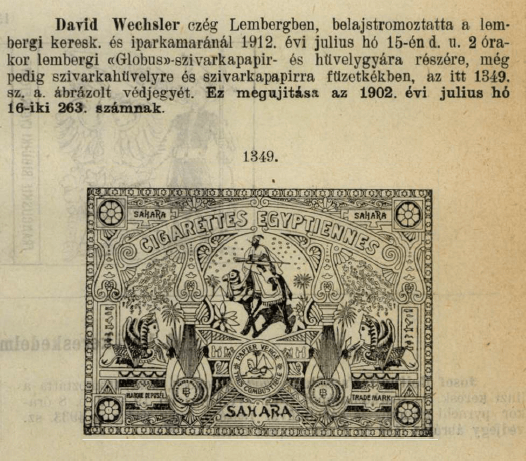 David Wechsler czég Lembergben, belajstromoztatta a lem-
bergi keresk. és iparkamaránál 1912. évi julius hó 15-én d. u. 2 óra-
kor lembergi «Globus»-szivarkapapir- és hüvelygyára részére, még
pedig szivarkahüvelyre és szivarkapapirra füzetkékben, az itt 1349.
sz. a. ábrázolt védjegyét. Ez megujitása az 1902. évi julius hó
16-iki 263. számnak.
1349.
SAHARA
SAHARA
CIGARETTES EGYPTIENNES
PAPIER VERGÉ
MARQUE DEPOSÉE
TRADE MARK
SAHARA